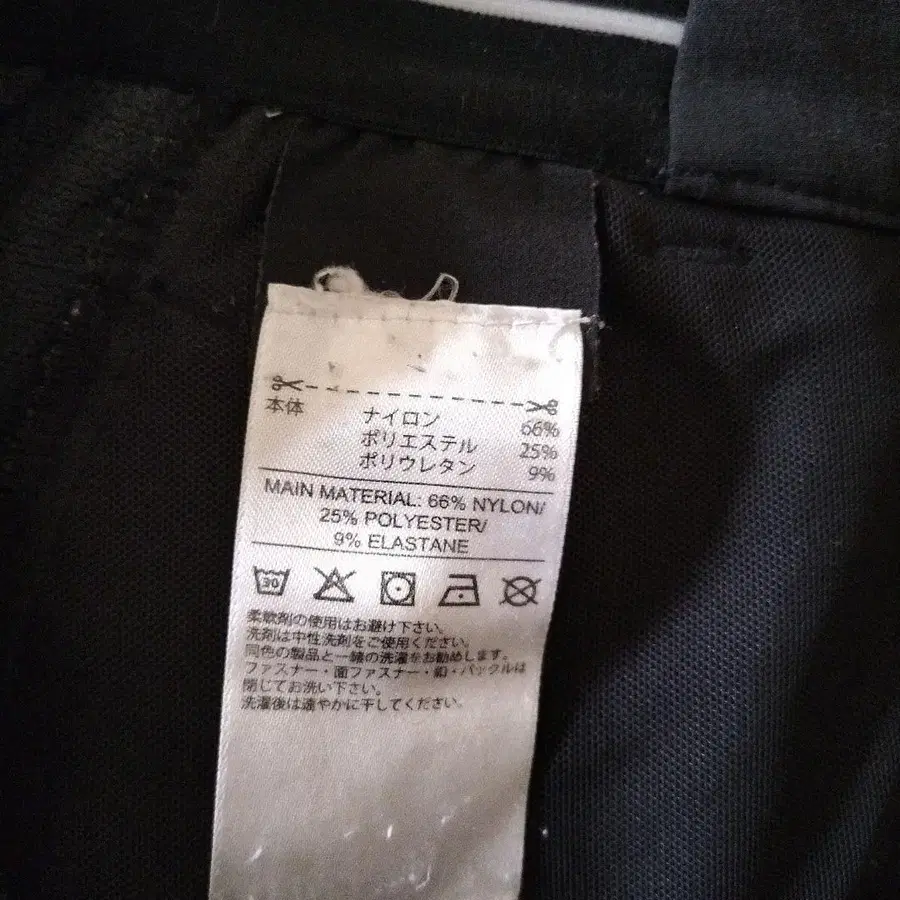 本体 ナイロン 66%
ポリエステル 25%
ポリウレタン 9%
MAIN MATERIAL: 66% NYLON/
25% POLYESTER/
9% ELASTANE
30
柔軟剤の使用はお避け下さい。
洗剤は中性洗剤をご使用ください。
同色の製品と一緒の洗濯をお勧めします。
ファスナー・面ファスナー・釦・バックルは
閉じてお洗い下さい。
洗濯後は速やかに干してください。